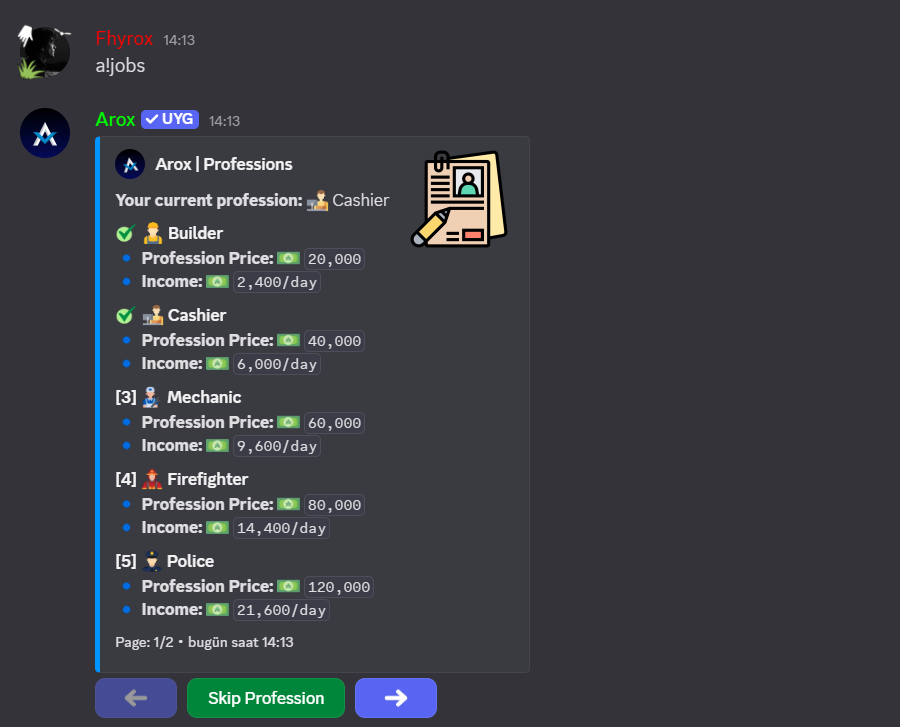 Fhyrox 14:13
a!jobs
Arox UYG 14:13
Arox | Professions
Your current profession: Cashier
Builder
Profession Price: 20,000
Income: 2,400/day
Cashier
Profession Price: 40,000
Income: 6,000/day
[3] Mechanic
Profession Price: 60,000
Income: 9,600/day
[4] Firefighter
Profession Price: 80,000
Income: 14,400/day
[5] Police
Profession Price: 120,000
Income: 21,600/day
Page: 1/2 • bugün saat 14:13
Skip Profession